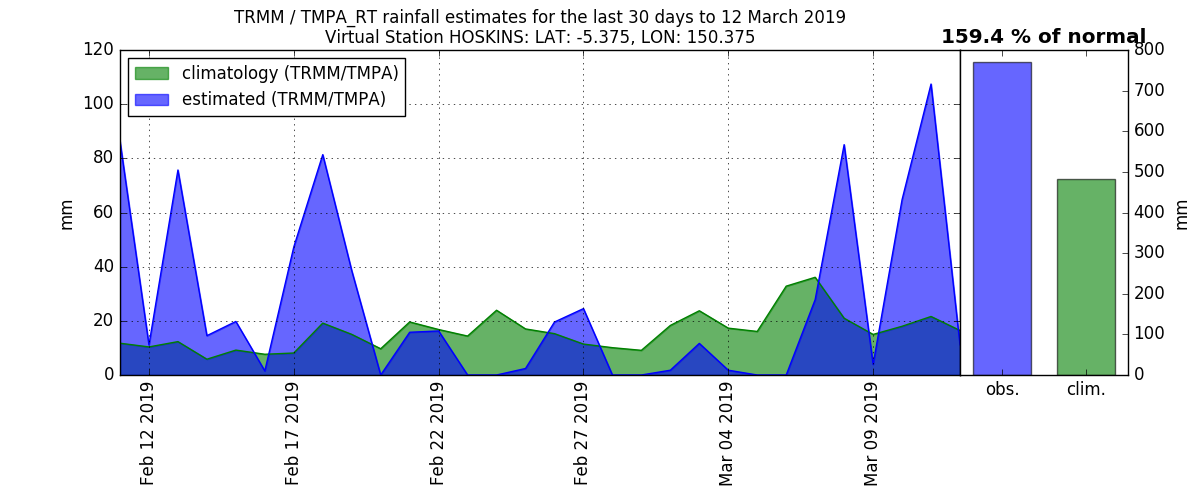 TRMM / TMPA_RT rainfall estimates for the last 30 days to 12 March 2019
Virtual Station HOSKINS: LAT: -5.375, LON: 150.375
159.4 % of normal
climatology (TRMM/TMPA)
estimated (TRMM/TMPA)
120
100
80
60
40
20
0
mm
Feb 12 2019
Feb 17 2019
Feb 22 2019
Feb 27 2019
Mar 04 2019
Mar 09 2019
obs.
clim.
800
700
600
500
400
300
200
100
0
mm